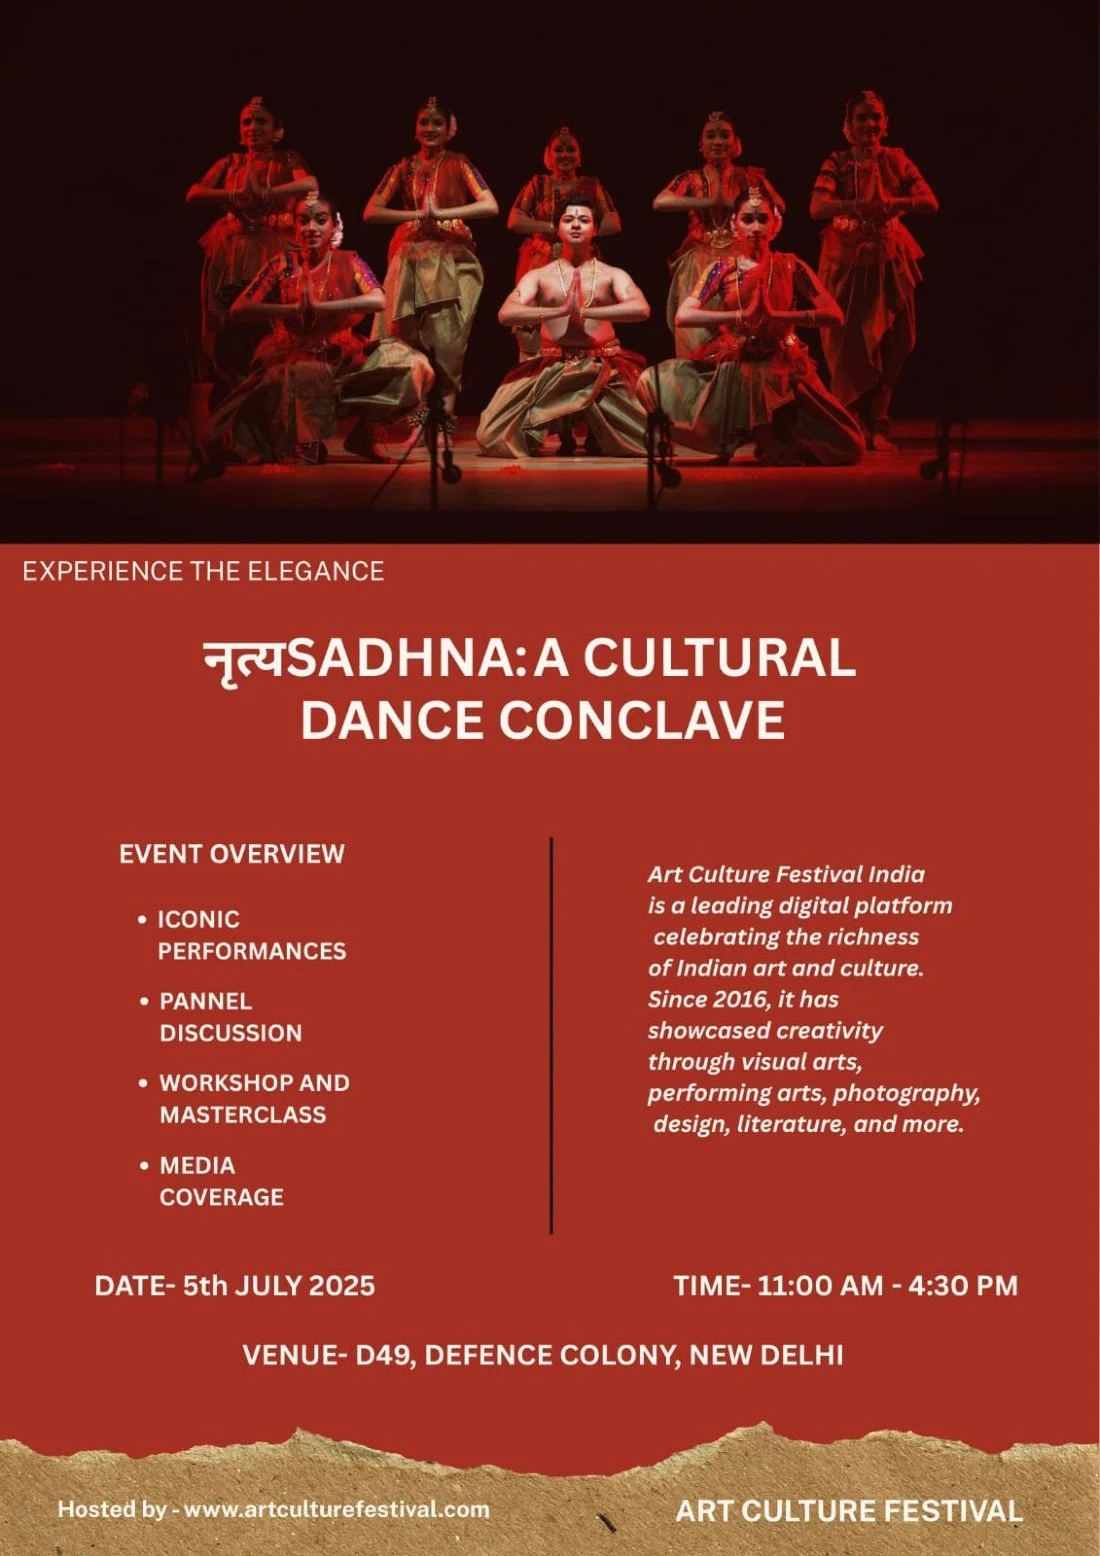 EXPERIENCE THE ELEGANCE
नृत्यSADHNA: A CULTURAL
DANCE CONCLAVE
EVENT OVERVIEW
• ICONIC
PERFORMANCES
• PANNEL
DISCUSSION
• WORKSHOP AND
MASTERCLASS
• MEDIA
COVERAGE
Art Culture Festival India
is a leading digital platform
celebrating the richness
of Indian art and culture.
Since 2016, it has
showcased creativity
through visual arts,
performing arts, photography,
design, literature, and more.
DATE- 5th JULY 2025
TIME- 11:00 AM - 4:30 PM
VENUE- D49, DEFENCE COLONY, NEW DELHI
Hosted by - www.artculturefestival.com
ART CULTURE FESTIVAL